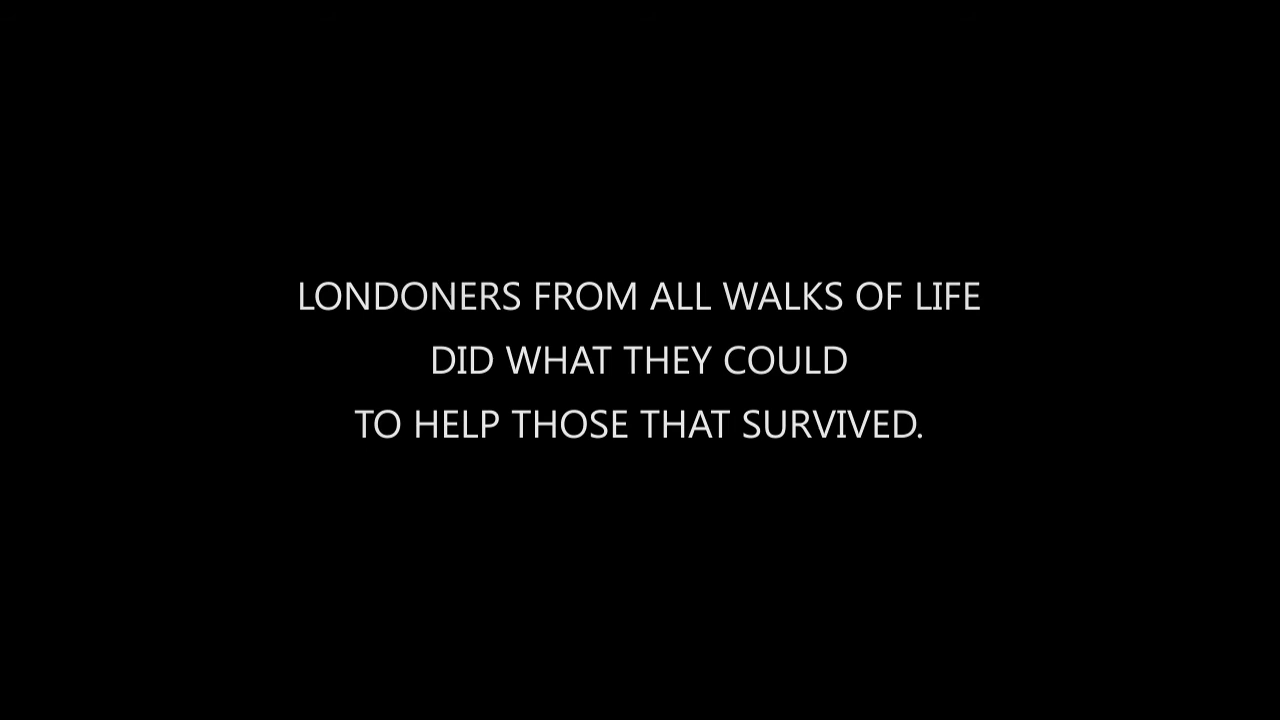 LONDONERS FROM ALL WALKS OF LIFE
DID WHAT THEY COULD
TO HELP THOSE THAT SURVIVED.